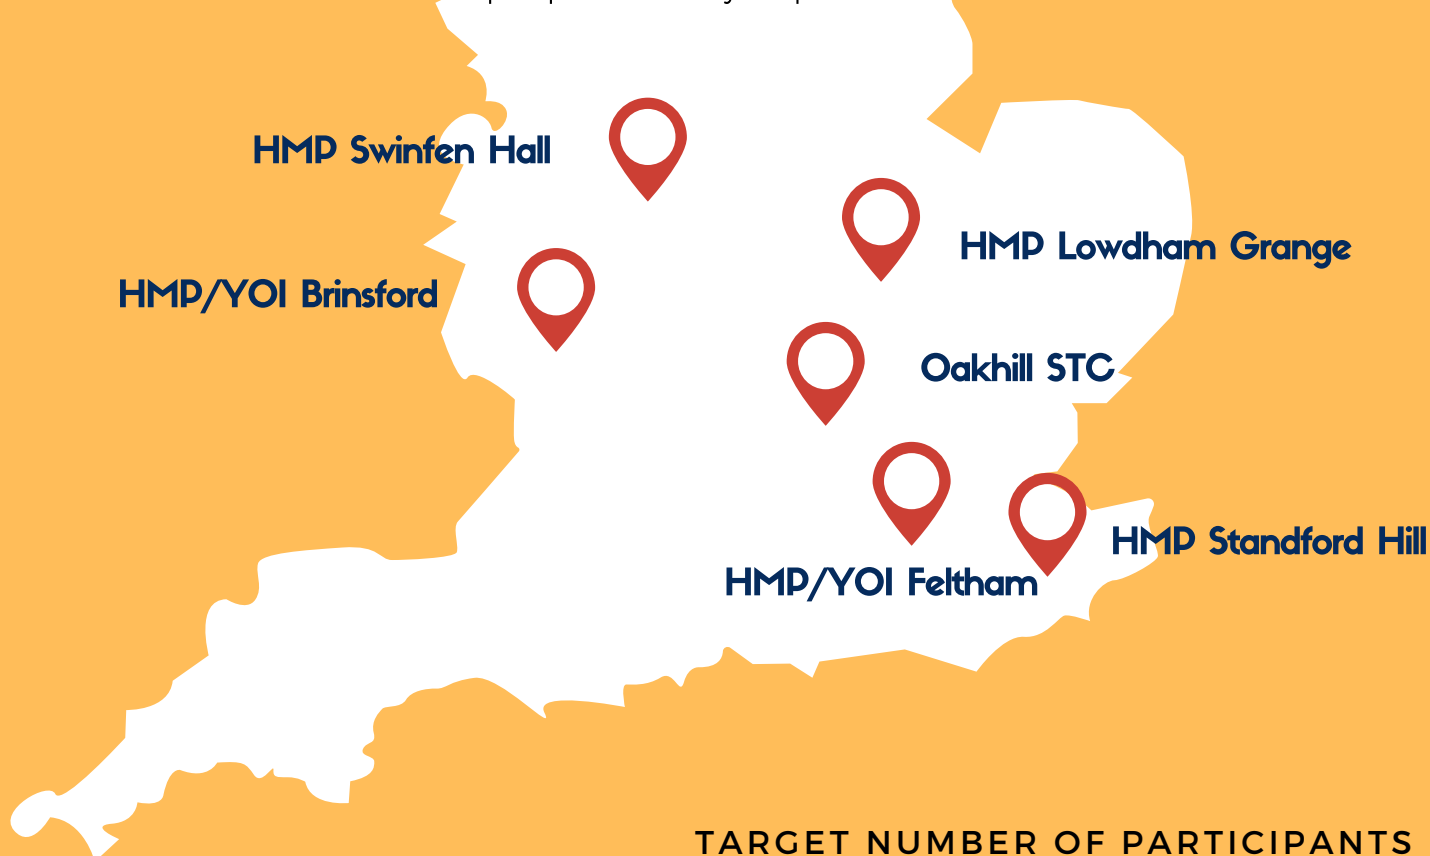 HMP Swinfen Hall
HMP Lowdham Grange
HMP/YOI Brinsford
Oakhill STC
HMP Standford Hill
HMP/YOI Feltham
TARGET NUMBER OF PARTICIPANTS